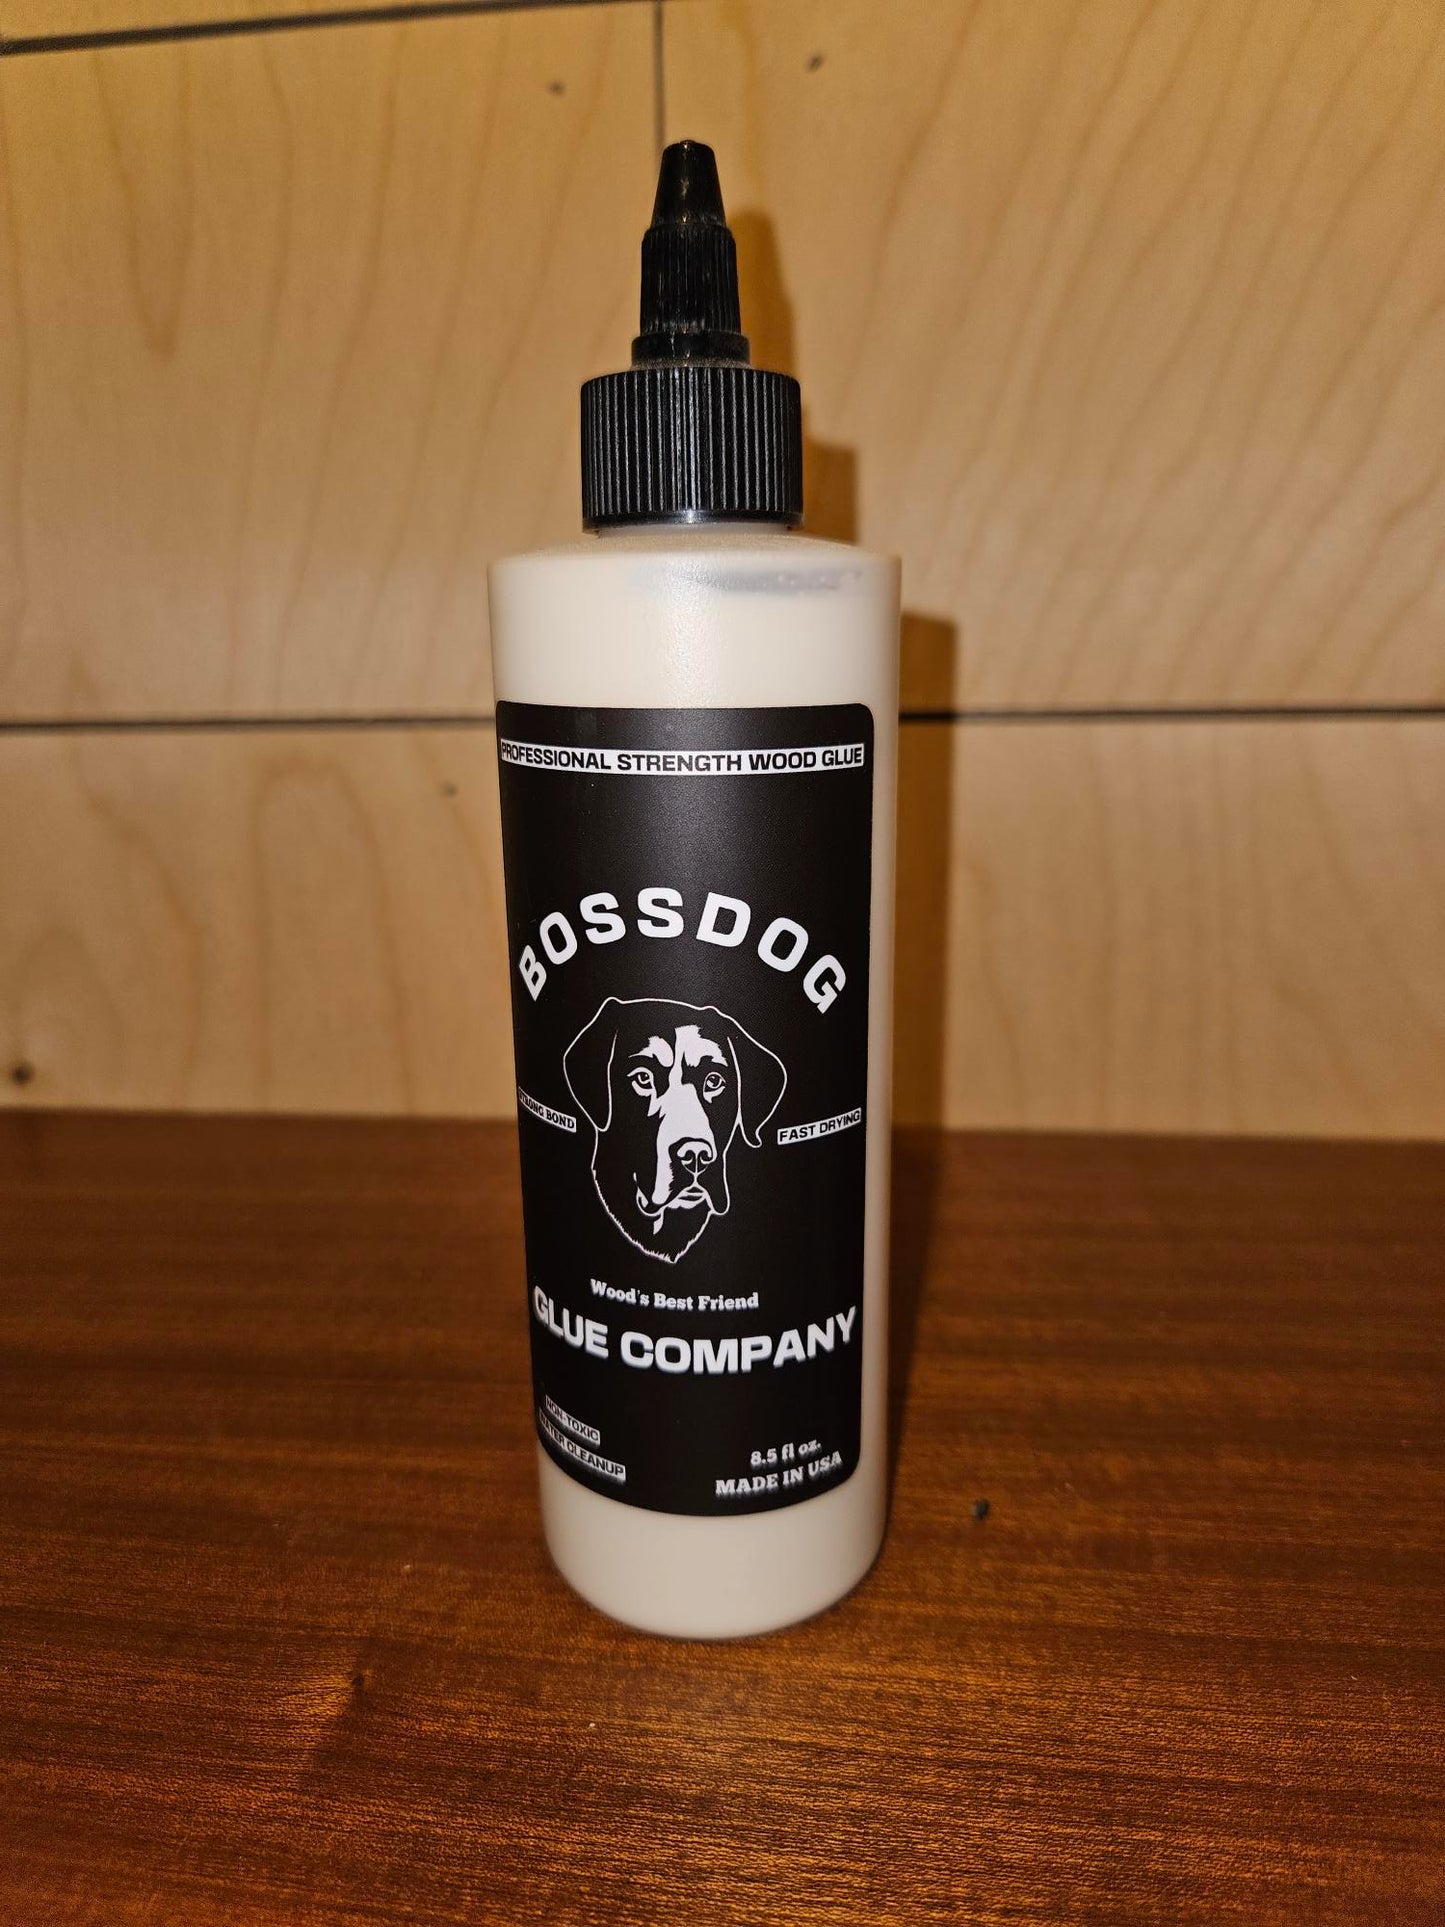 PROFESSIONAL STRENGTH WOOD GLUE
BOSSDOG
STRONG BOND
FAST DRYING
Wood's Best Friend
GLUE COMPANY
NON-TOXIC
WATER CLEANUP
8.5 fl oz.
MADE IN USA